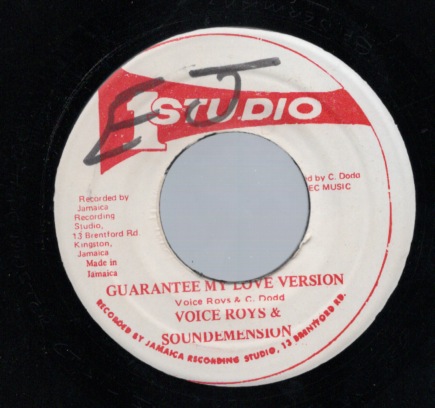 EJ
1 STUDIO
d by C. Dodd
EC MUSIC
Recorded by
Jamaica
Recording
Studio,
13 Brentford Rd
Kingston,
Jamaica
Made in
Jamaica
GUARANTEE MY LOVE VERSION
Voice Roys & C. Dodd
VOICE ROYS &
SOUNDEMENSION
RECORDED BY JAMAICA RECORDING STUDIO, 13 BRENTFORD RD.